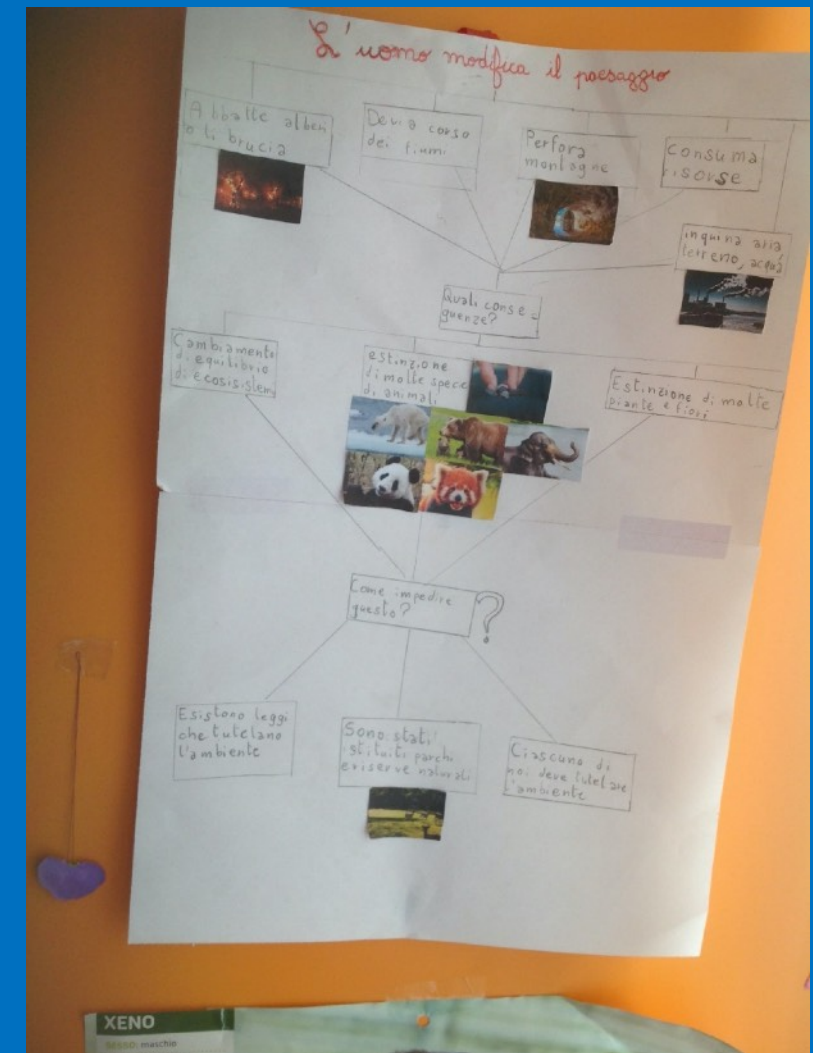 L'uomo modifica il paesaggio
Abbatte alberi
o li brucia
Devia corso
dei fiumi
Perfora
montagne
Consuma
risorse
inquina aria,
terreno, acqua
Quali conse-
guenze?
Cambiamento
di equilibrio
di ecosistemi
estinzione
di molte specie
di animali
Estinzione di molte
piante e fiori
Come impedire
questo?
?
Esistono leggi
che tutelano
l'ambiente
Sono stati
istituiti parchi
e riserve naturali
Ciascuno di
noi deve tutelare
l'ambiente
XENO
SESSO: maschio